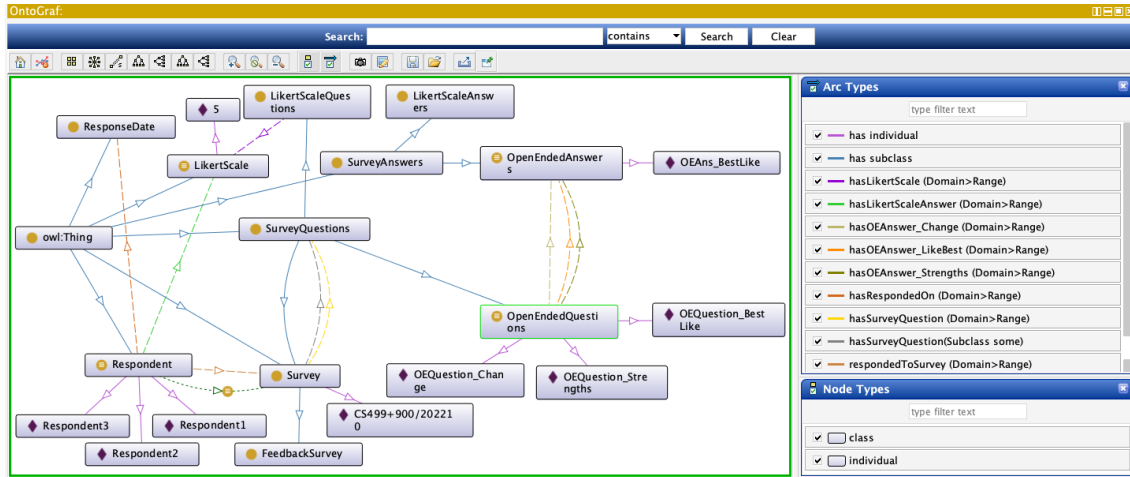 OntoGraf:
Search:
contains
Search
Clear
LikertScaleQues
tions
LikertScaleAnsw
ers
5
ResponseDate
LikertScale
SurveyAnswers
OpenEndedAnswer
s
OEAns_BestLike
owl:Thing
SurveyQuestions
OpenEndedQuesti
ons
OEQuestion_Best
Like
Respondent
Survey
OEQuestion_Chan
ge
OEQuestion_Stre
ngths
Respondent3
Respondent1
CS499+900/20221
0
Respondent2
FeedbackSurvey
Arc Types
type filter text
has individual
has subclass
hasLikertScale (Domain>Range)
hasLikertScaleAnswer (Domain>Range)
hasOEAnswer_Change (Domain>Range)
hasOEAnswer_LikeBest (Domain>Range)
hasOEAnswer_Strengths (Domain>Range)
hasRespondedOn (Domain>Range)
hasSurveyQuestion (Domain>Range)
hasSurveyQuestion(Subclass some)
respondedToSurvey (Domain>Range)
Node Types
type filter text
class
individual